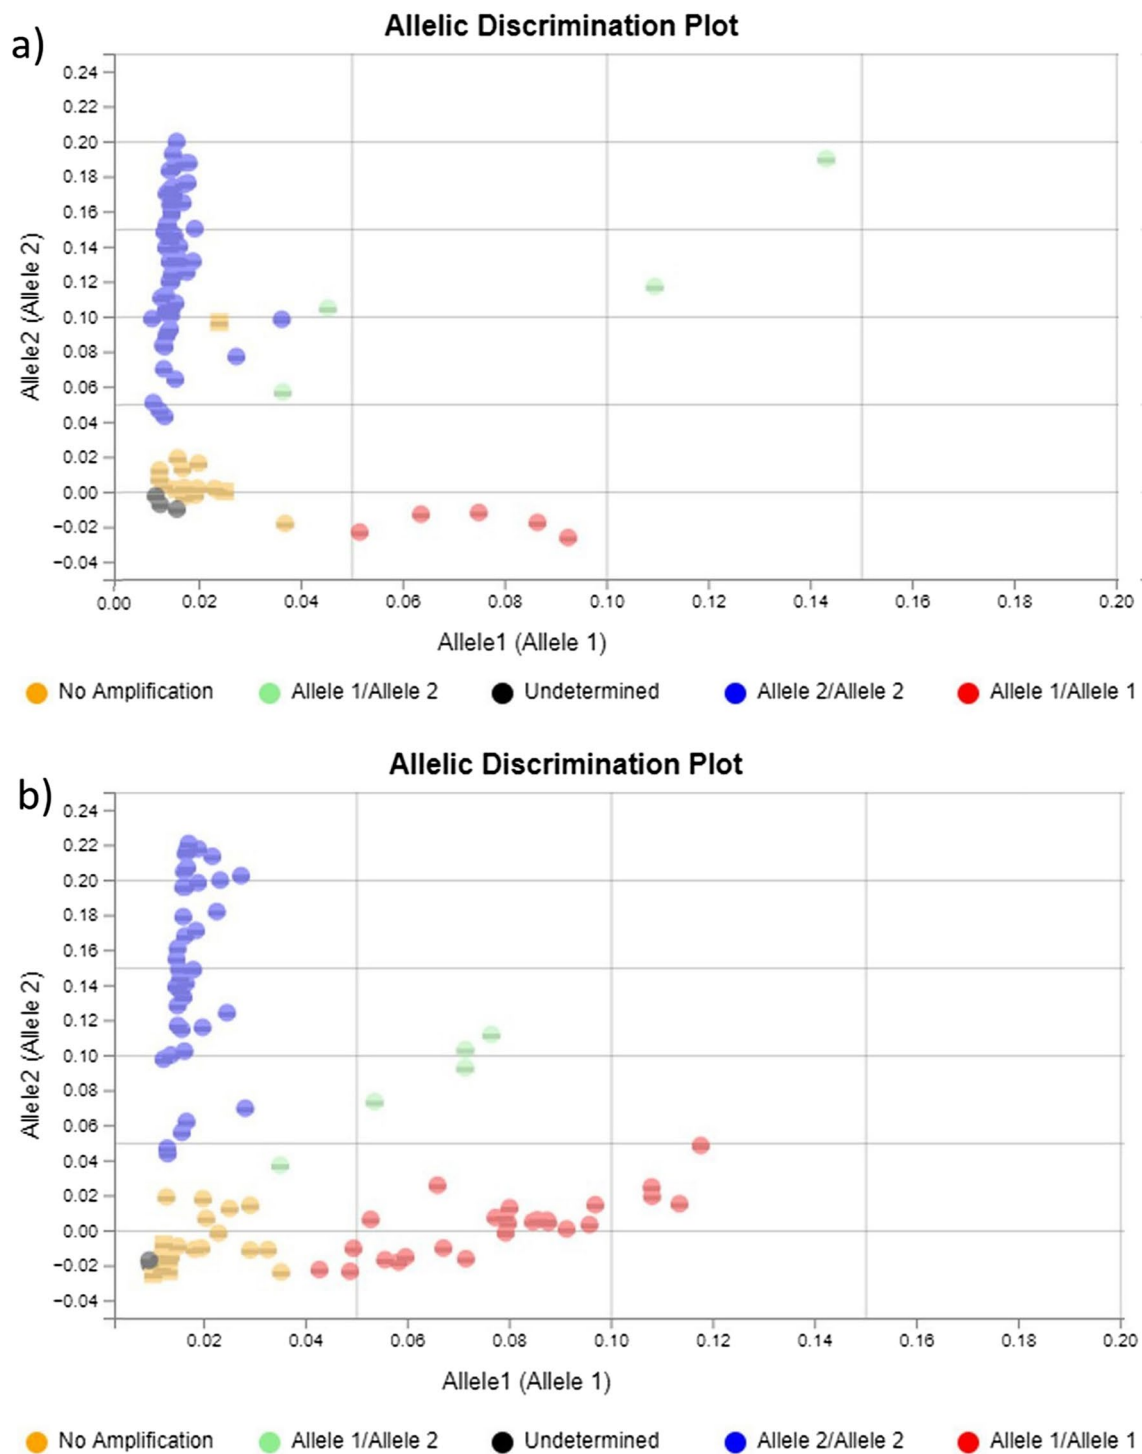 a)
Allelic Discrimination Plot
Allele2 (Allele 2)
0.24
0.22
0.20
0.18
0.16
0.14
0.12
0.10
0.08
0.06
0.04
0.02
0.00
−0.02
−0.04
0.00 0.02 0.04 0.06 0.08 0.10 0.12 0.14 0.16 0.18 0.20
Allele1 (Allele 1)
No Amplification Allele 1/Allele 2 Undetermined Allele 2/Allele 2 Allele 1/Allele 1
b)
Allelic Discrimination Plot
Allele2 (Allele 2)
0.24
0.22
0.20
0.18
0.16
0.14
0.12
0.10
0.08
0.06
0.04
0.02
0.00
−0.02
−0.04
0.02 0.04 0.06 0.08 0.10 0.12 0.14 0.16 0.18 0.20
Allele1 (Allele 1)
No Amplification Allele 1/Allele 2 Undetermined Allele 2/Allele 2 Allele 1/Allele 1